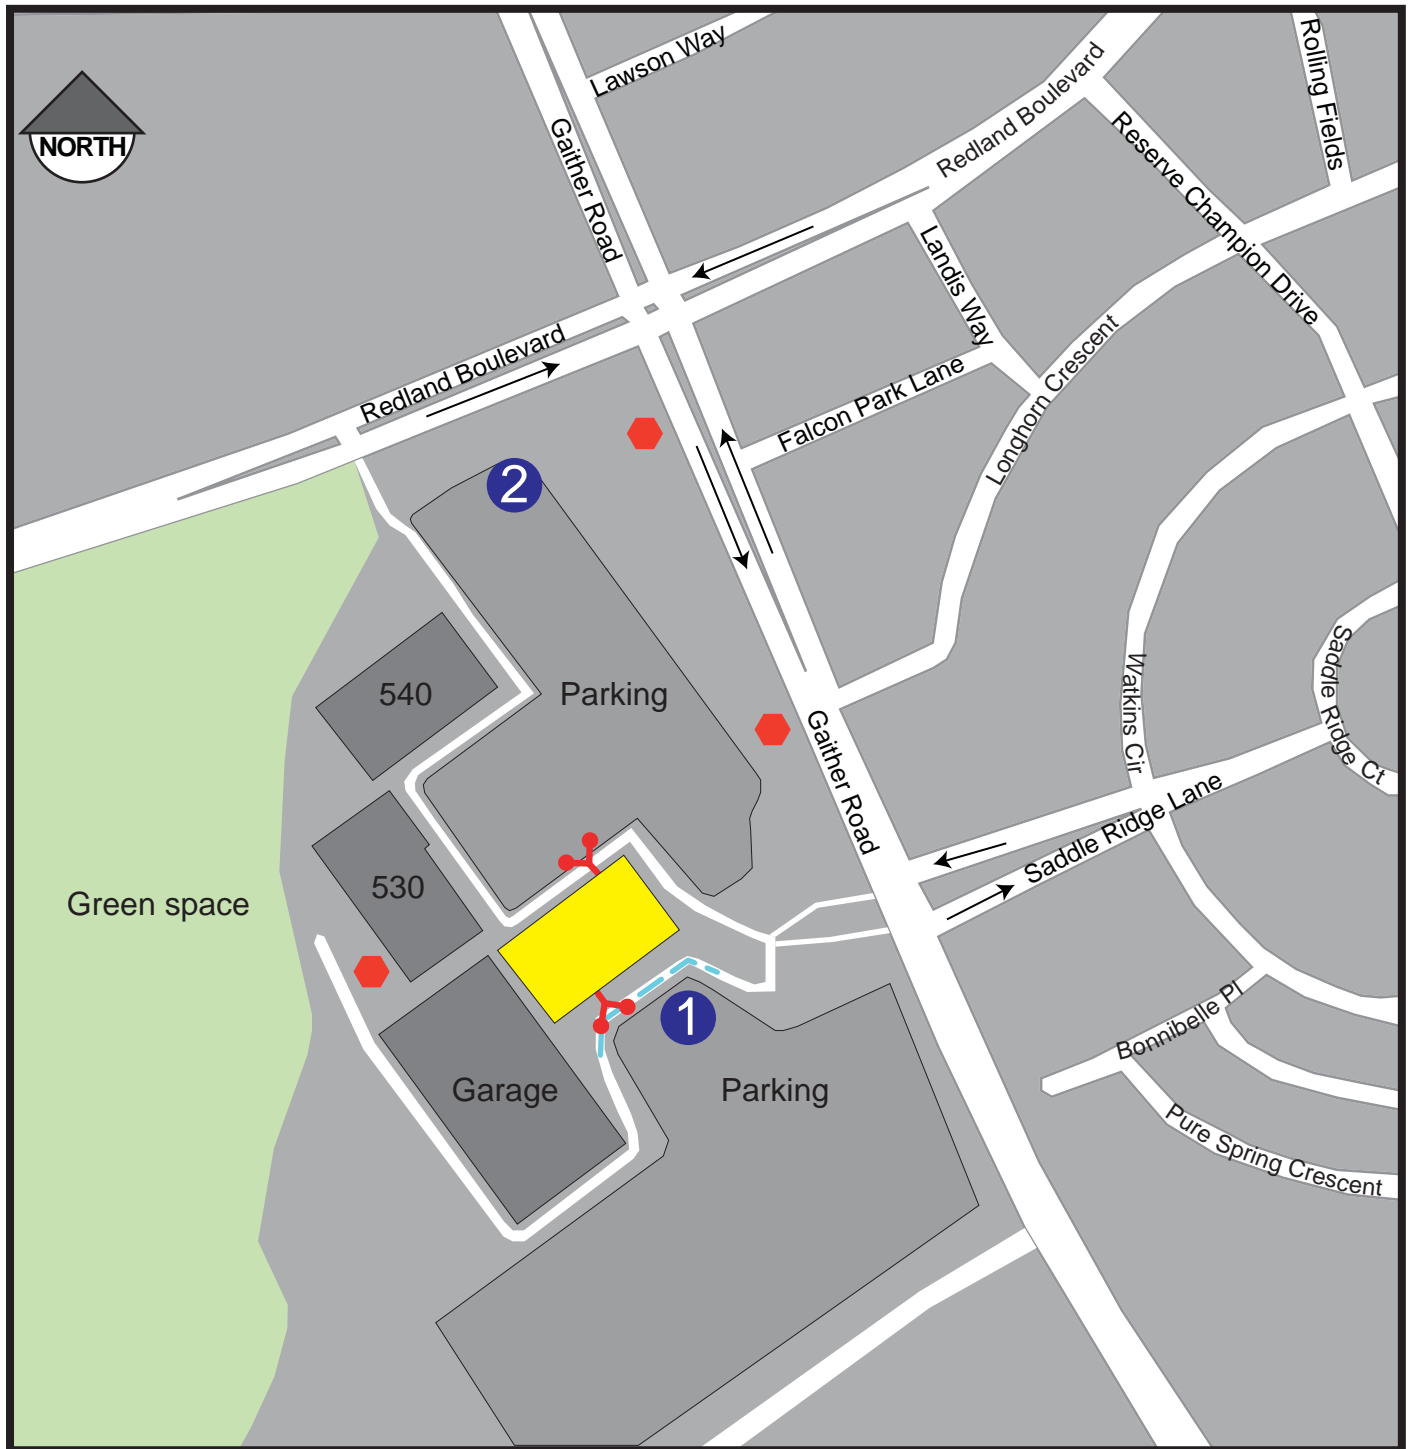 Lawson Way
Rolling Fields
Redland Boulevard
Reserve Champion Drive
NORTH
Gaither Road
Landis Way
Redland Boulevard
Longhorn Crescent
Falcon Park Lane
2
540
Parking
Watkins Cir
Saddle Ridge Ct
Gaither Road
Saddle Ridge Lane
530
Green space
1
Bonnibelle Pl
Garage
Parking
Pure Spring Crescent